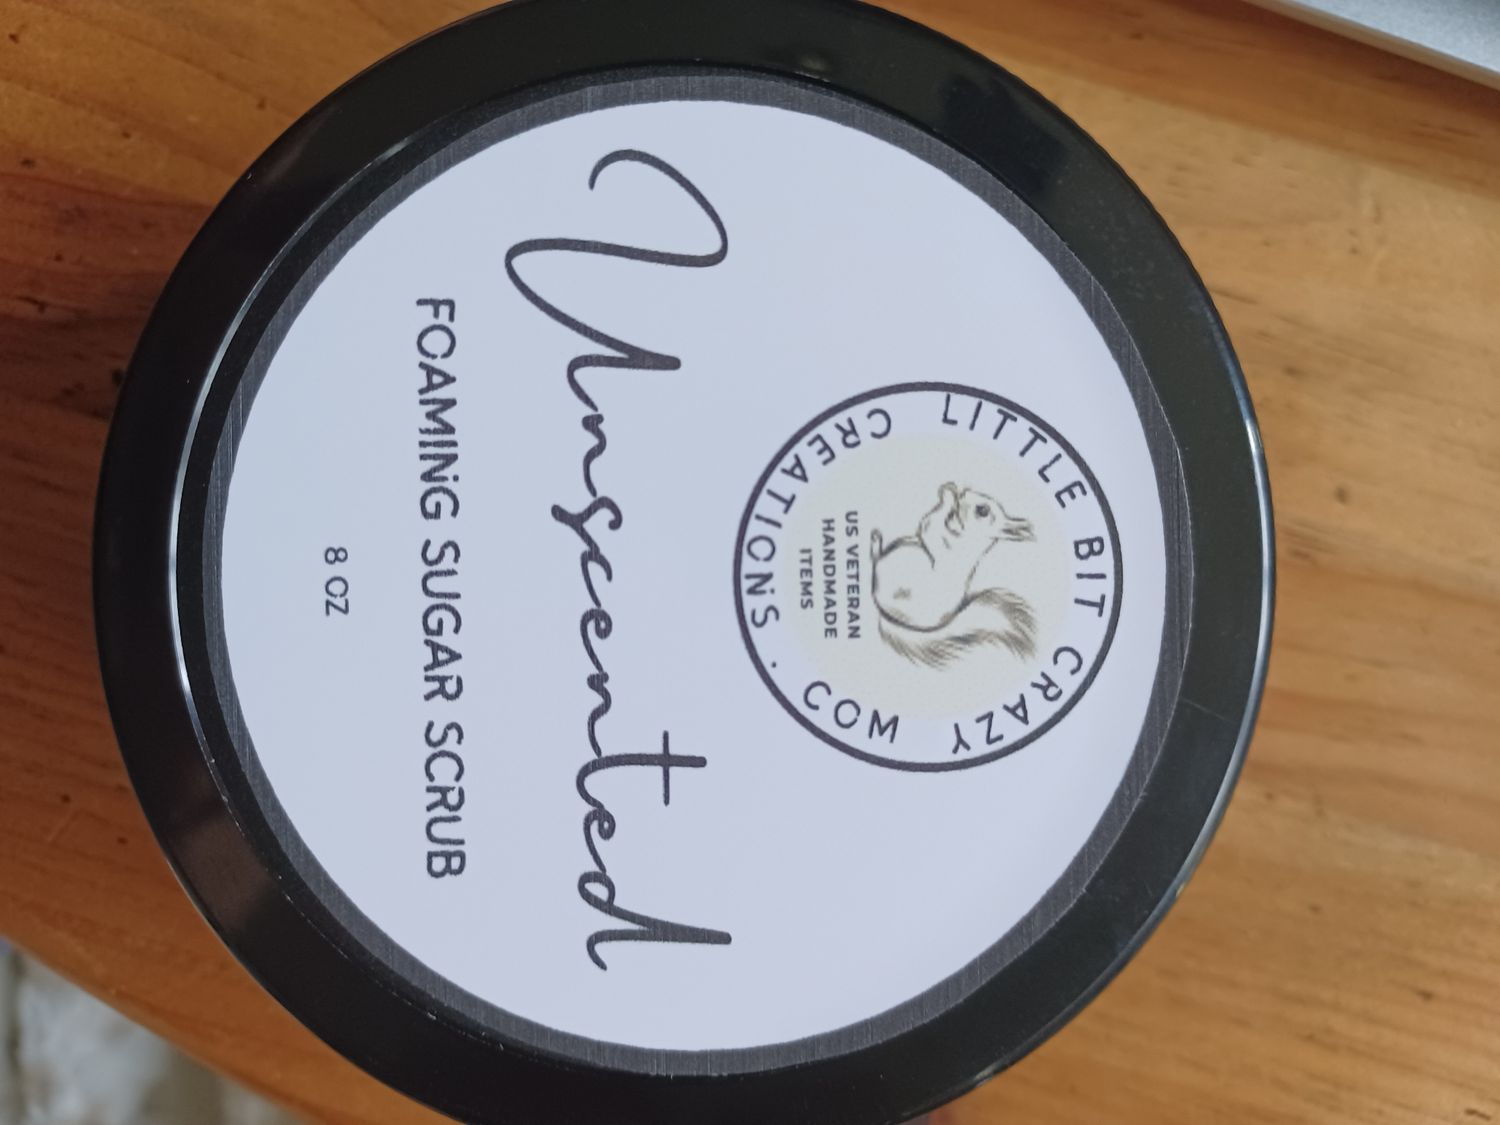 LITTLE BIT CRAZY
CREATIONS.COM
US VETERAN
HANDMADE
ITEMS
Unscented
FOAMING SUGAR SCRUB
8 OZ